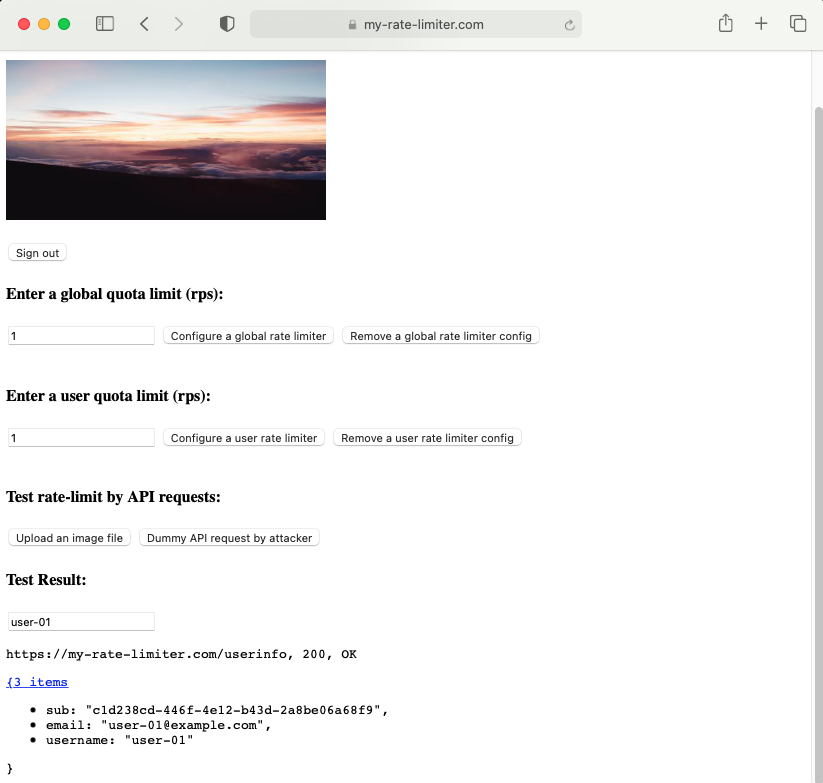 my-rate-limiter.com
Sign out
Enter a global quota limit (rps):
1 Configure a global rate limiter Remove a global rate limiter config
Enter a user quota limit (rps):
1 Configure a user rate limiter Remove a user rate limiter config
Test rate-limit by API requests:
Upload an image file Dummy API request by attacker
Test Result:
user-01
https://my-rate-limiter.com/userinfo, 200, OK
{3 items
• sub: "c1d238cd-446f-4e12-b43d-2a8be06a68f9",
• email: "user-01@example.com",
• username: "user-01"
}